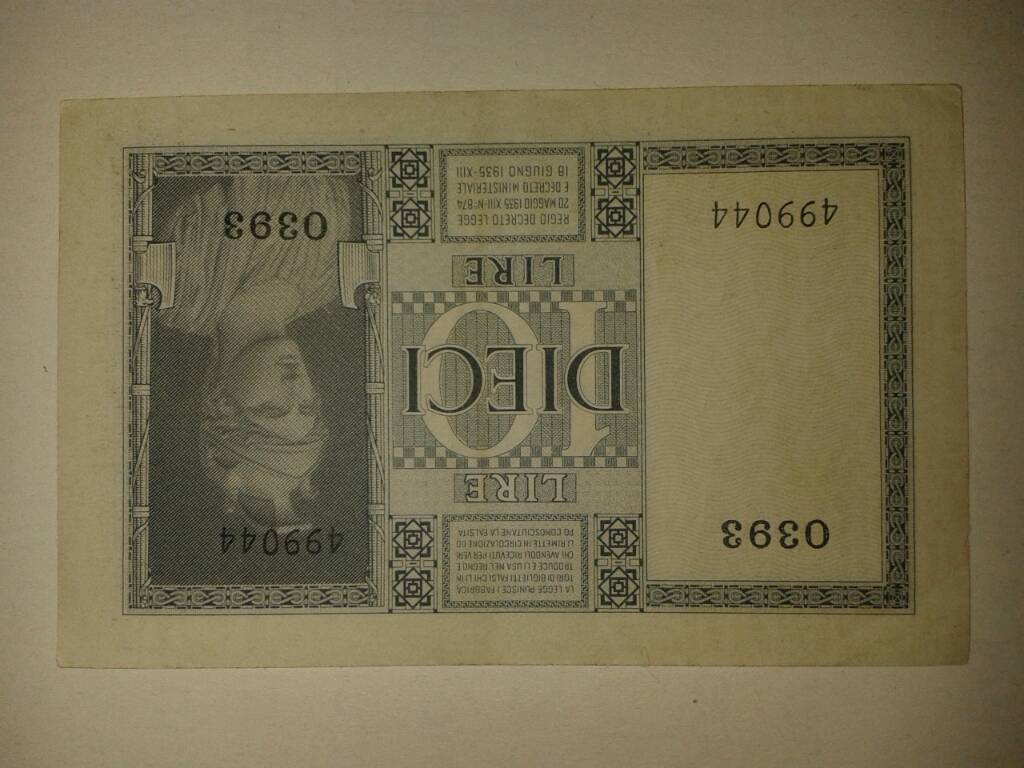 LA LEGGE PUNISCE I FABBRICA
TORI DI BIGLIETTI FALSI CHI LI IN
TRODUCE E LI USA NEL REGNO E
CHI AVENDOLI RICEVUTI PER VERI
LI RIMETTE IN CIRCOLAZIONE DO
PO CONOSCIUTANE LA FALSITA
0393
499044
LIRE
10
DIECI
LIRE
499044
0393
REGIO DECRETO LEGGE
20 MAGGIO 1935 XIII-N° 874
E DECRETO MINISTERIALE
18 GIUGNO 1935-XIII